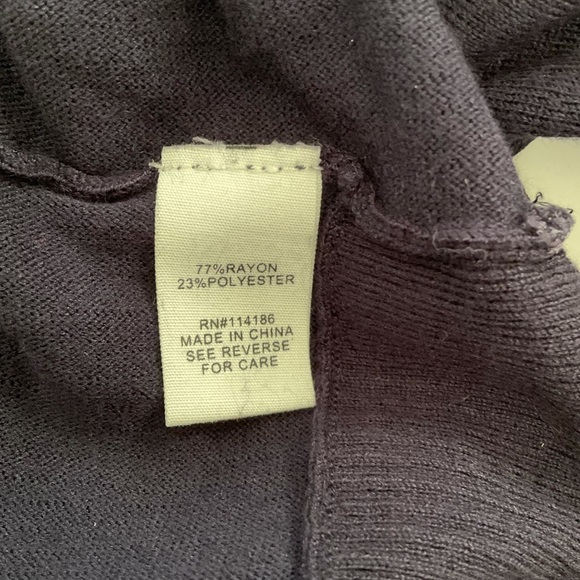 77%RAYON
23%POLYESTER
RN#114186
MADE IN CHINA
SEE REVERSE
FOR CARE